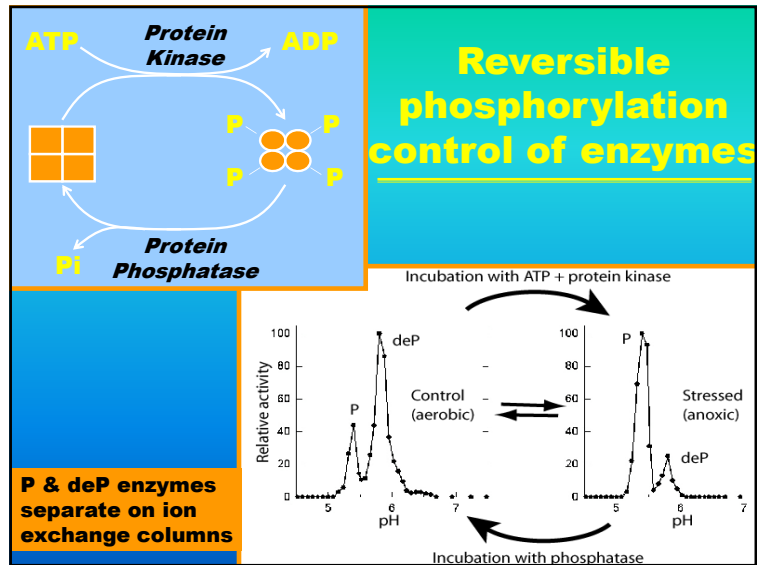 ATP
Protein
Kinase
ADP
P
P
P
P
Pi
Protein
Phosphatase
Reversible
phosphorylation
control of enzymes
P & deP enzymes
separate on ion
exchange columns
Incubation with ATP + protein kinase
Relative activity
100
80
60
40
20
0
5
6
7
pH
P
deP
Control
(aerobic)
100
80
60
40
20
0
5
6
7
pH
P
deP
Stressed
(anoxic)
Incubation with phosphatase